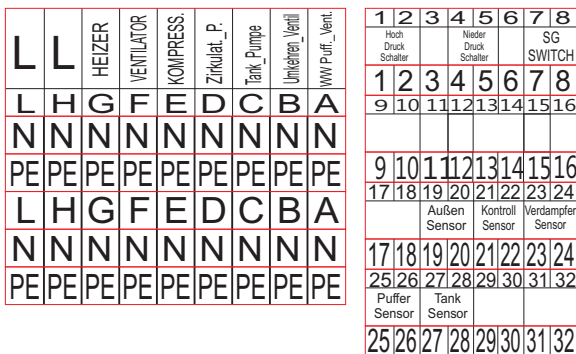 L L HEIZER VENTILATOR KOMPRESS. Zirkulat._P. Tank_Pumpe Umkehren_Ventil WW Puff._Vent.
L H G F E D C B A
N N N N N N N N N
PE PE PE PE PE PE PE PE PE
L H G F E D C B A
N N N N N N N N N
PE PE PE PE PE PE PE PE PE
1 2 3 4 5 6 7 8
Hoch Nieder SG
Druck Druck SWITCH
Schalter Schalter
1 2 3 4 5 6 7 8
9 10 11 12 13 14 15 16
9 10 11 12 13 14 15 16
17 18 19 20 21 22 23 24
Außen Kontroll Verdampfer
Sensor Sensor Sensor
17 18 19 20 21 22 23 24
25 26 27 28 29 30 31 32
Puffer Tank
Sensor Sensor
25 26 27 28 29 30 31 32